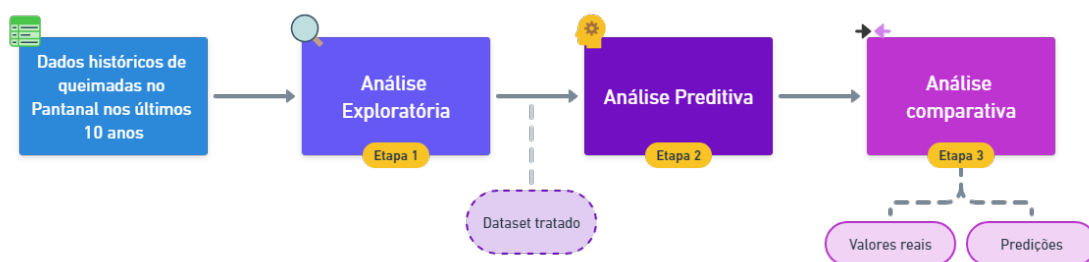 Dados históricos de
queimadas no
Pantanal nos últimos
10 anos
Análise
Exploratória
Etapa 1
Análise Preditiva
Etapa 2
Análise
comparativa
Etapa 3
Dataset tratado
Valores reais
Predições